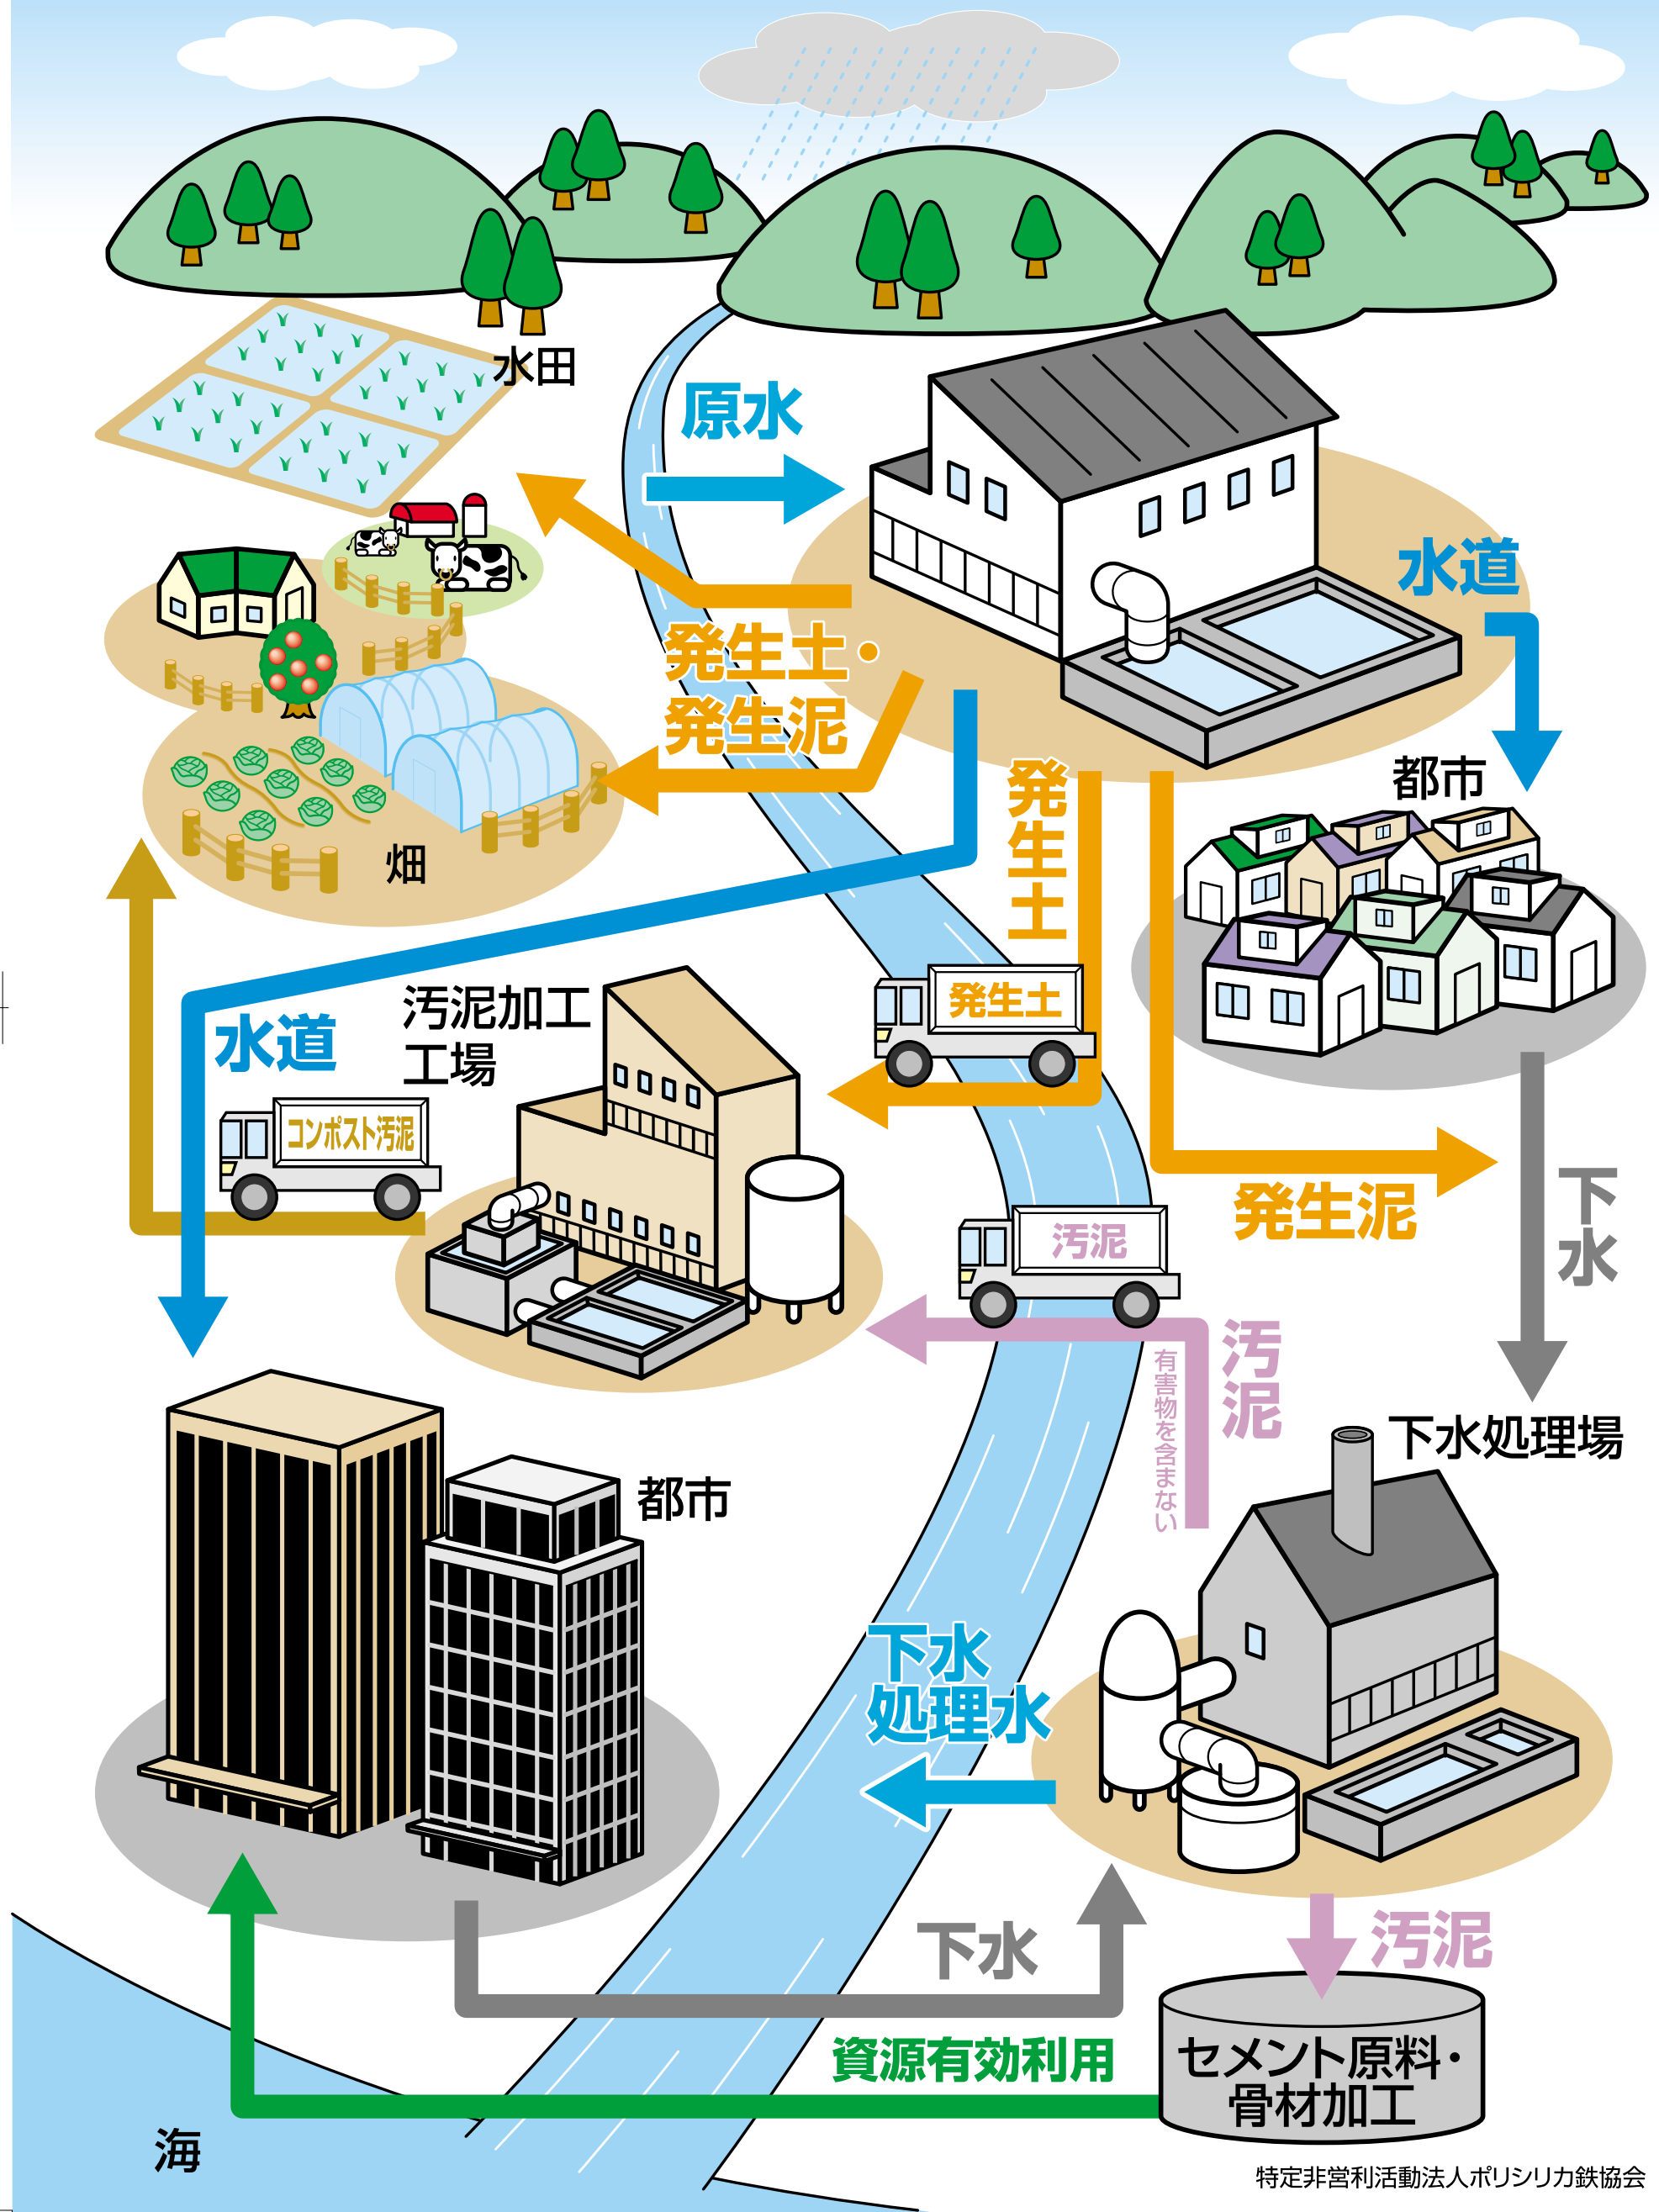 水田
原水
水道
発生土・
発生泥
都市
畑
発生土
発生土
汚泥加工
工場
水道
コンポスト汚泥
発生泥
下水
汚泥
汚泥
有害物を含まない
下水処理場
都市
下水
処理水
下水
汚泥
資源有効利用
セメント原料・
骨材加工
海
特定非営利活動法人ポリシリカ鉄協会